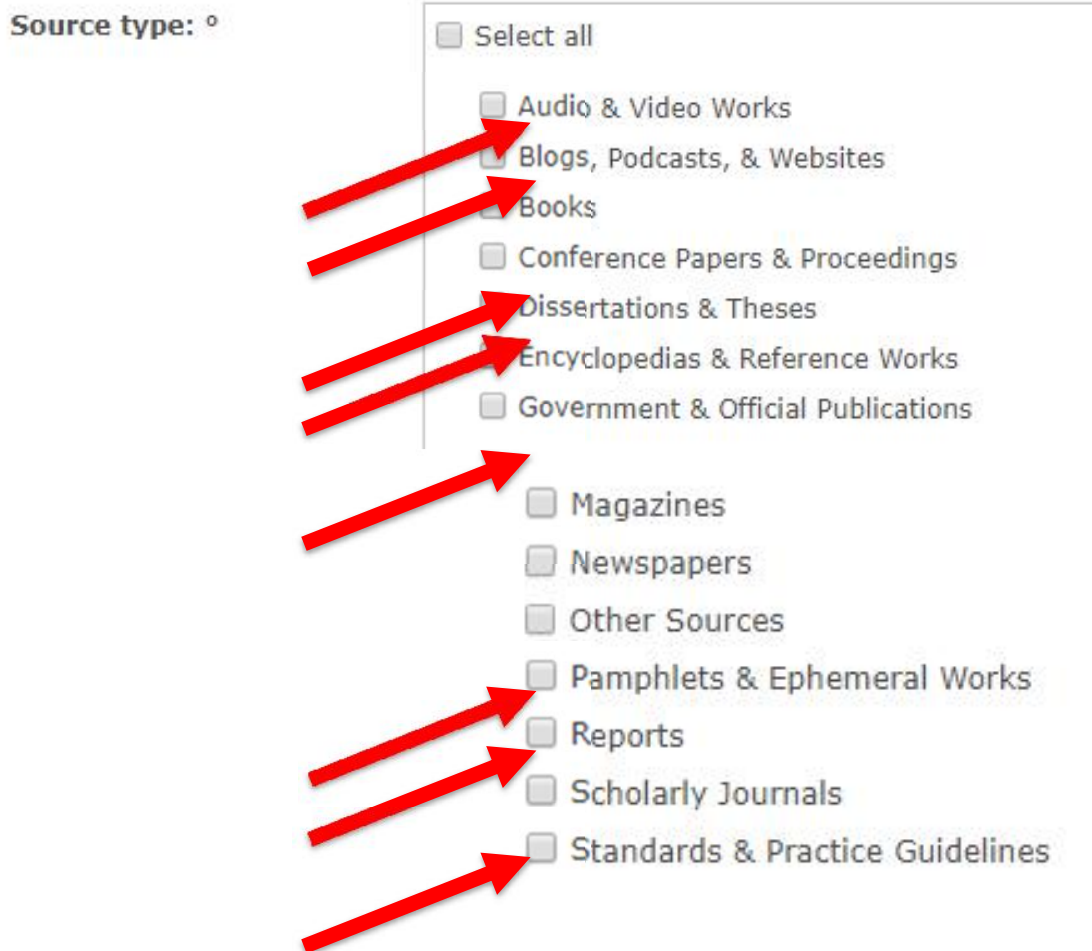 Source type: °
Select all
Audio & Video Works
Blogs, Podcasts, & Websites
Books
Conference Papers & Proceedings
Dissertations & Theses
Encyclopedias & Reference Works
Government & Official Publications
Magazines
Newspapers
Other Sources
Pamphlets & Ephemeral Works
Reports
Scholarly Journals
Standards & Practice Guidelines